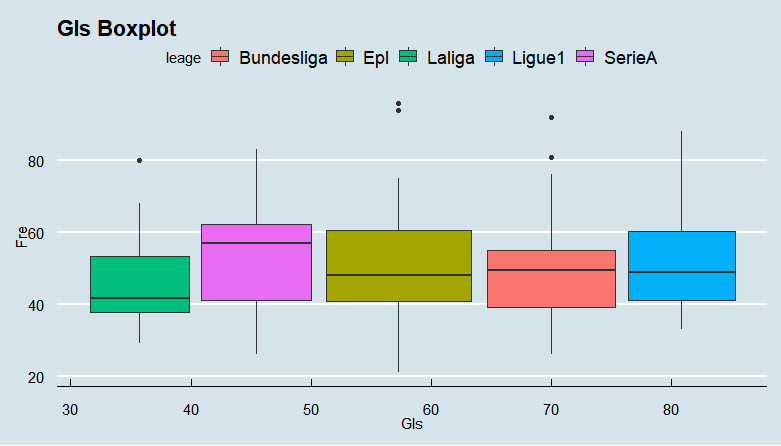 Gls Boxplot
leage Bundesliga Epl Laliga Ligue1 SerieA
80
60
40
20
Fre
30 40 50 60 70 80
Gls